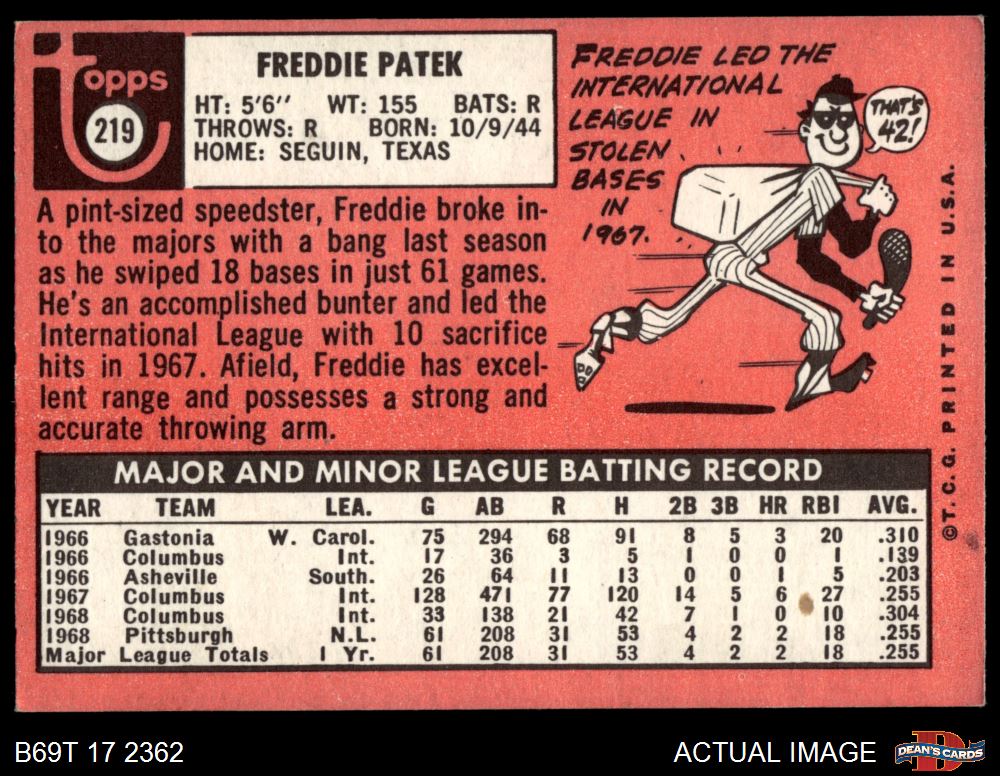 Topps
219
FREDDIE PATEK
HT: 5'6" WT: 155 BATS: R
THROWS: R BORN: 10/9/44
HOME: SEGUIN, TEXAS
A pint-sized speedster, Freddie broke in-
to the majors with a bang last season
as he swiped 18 bases in just 61 games.
He's an accomplished bunter and led the
International League with 10 sacrifice
hits in 1967. Afield, Freddie has excel-
lent range and possesses a strong and
accurate throwing arm.
FREDDIE LED THE
INTERNATIONAL
LEAGUE IN
STOLEN
BASES
IN
1967.
THAT'S
42!
©T. C. G. PRINTED IN U.S.A.
MAJOR AND MINOR LEAGUE BATTING RECORD
YEAR TEAM LEA. G AB R H 2B 3B HR RBI AVG.
1966 Gastonia W. Carol. 75 294 68 91 8 5 3 20 .310
1966 Columbus Int. 17 36 3 5 1 0 0 1 .139
1966 Asheville South. 26 64 11 13 0 0 1 5 .203
1967 Columbus Int. 128 471 77 120 14 5 6 27 .255
1968 Columbus Int. 33 138 21 42 7 1 0 10 .304
1968 Pittsburgh N.L. 61 208 31 53 4 2 2 18 .255
Major League Totals 1 Yr. 61 208 31 53 4 2 2 18 .255
B69T 17 2362
ACTUAL IMAGE
DEAN'S CARDS